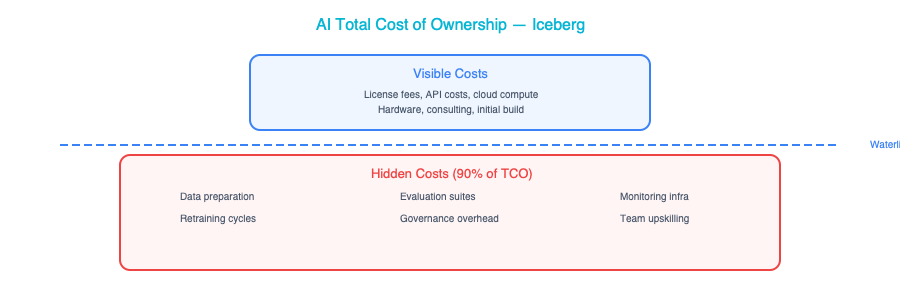 AI Total Cost of Ownership — Iceberg
Visible Costs
License fees, API costs, cloud compute
Hardware, consulting, initial build
Waterli
Hidden Costs (90% of TCO)
Data preparation
Evaluation suites
Monitoring infra
Retraining cycles
Governance overhead
Team upskilling